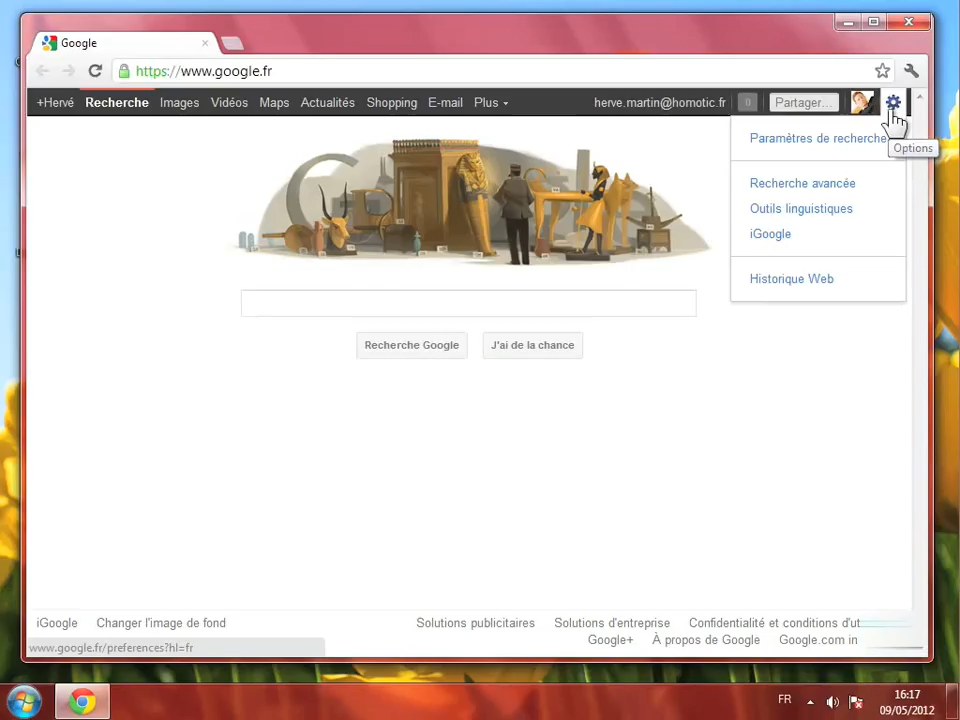 Google
https://www.google.fr
+Hervé Recherche Images Vidéos Maps Actualités Shopping E-mail Plus herve.martin@homotic.fr 0 Partager...
Paramètres de recherche
Options
Recherche avancée
Outils linguistiques
iGoogle
Historique Web
Recherche Google J'ai de la chance
iGoogle Changer l'image de fond Solutions publicitaires Solutions d'entreprise Confidentialité et conditions d'ut
Google+ À propos de Google Google.com in
www.google.fr/preferences?hl=fr
FR 16:17
09/05/2012